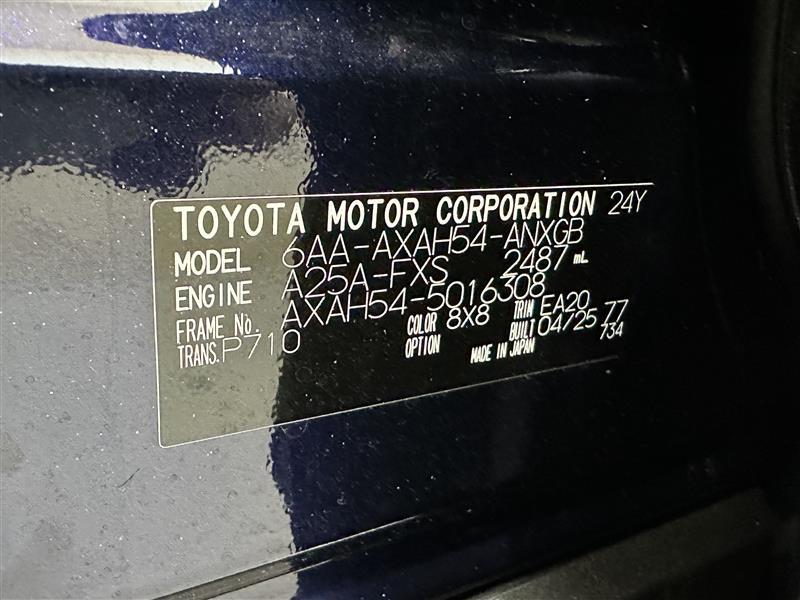 TOYOTA MOTOR CORPORATION 24Y
MODEL 6AA-AXAH54-ANXGB
ENGINE A25A-FXS 2487 mL
FRAME No. AXAH54-5016308
COLOR 8X8 TRIM EA20 77
TRANS. P710 OPTION BUILT 04/25 734
MADE IN JAPAN